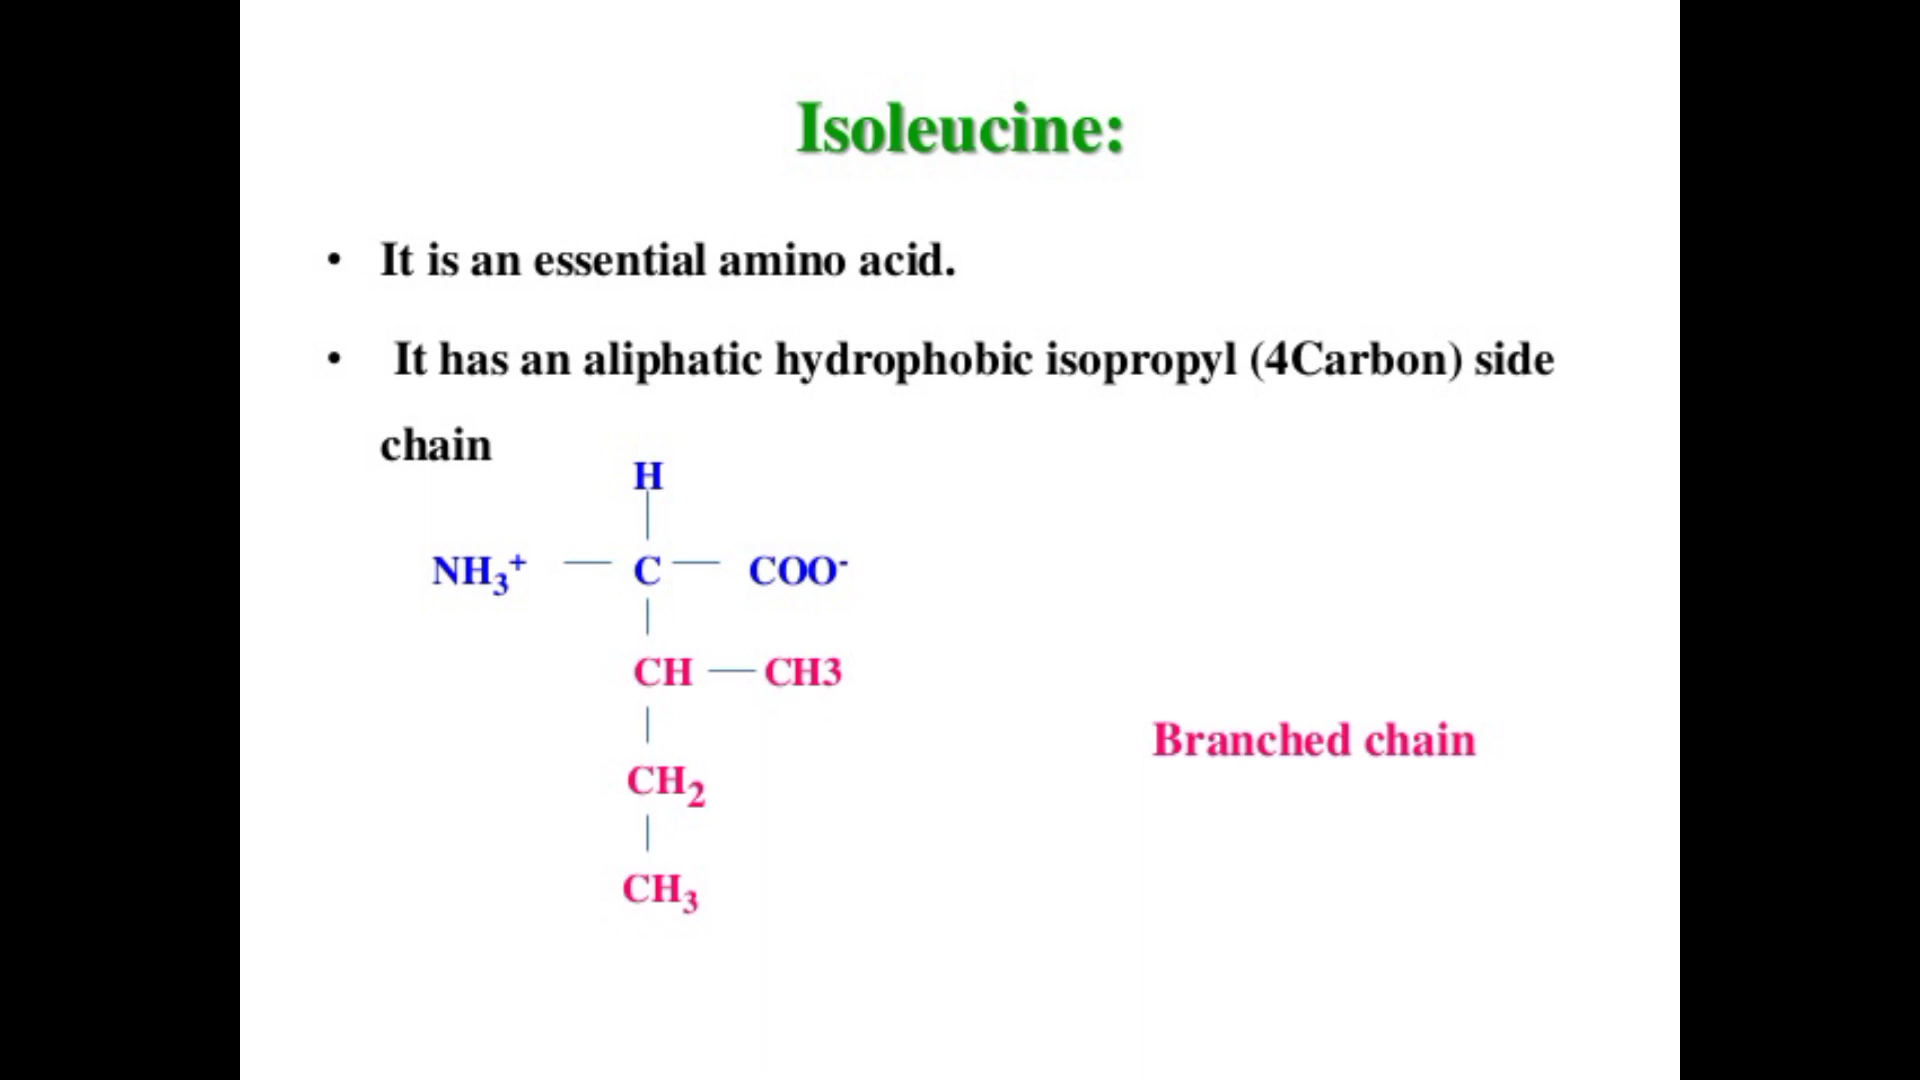 Isoleucine:
• It is an essential amino acid.
• It has an aliphatic hydrophobic isopropyl (4Carbon) side
chain
H
NH₃⁺ — C — COO⁻
CH — CH3
Branched chain
CH₂
CH₃